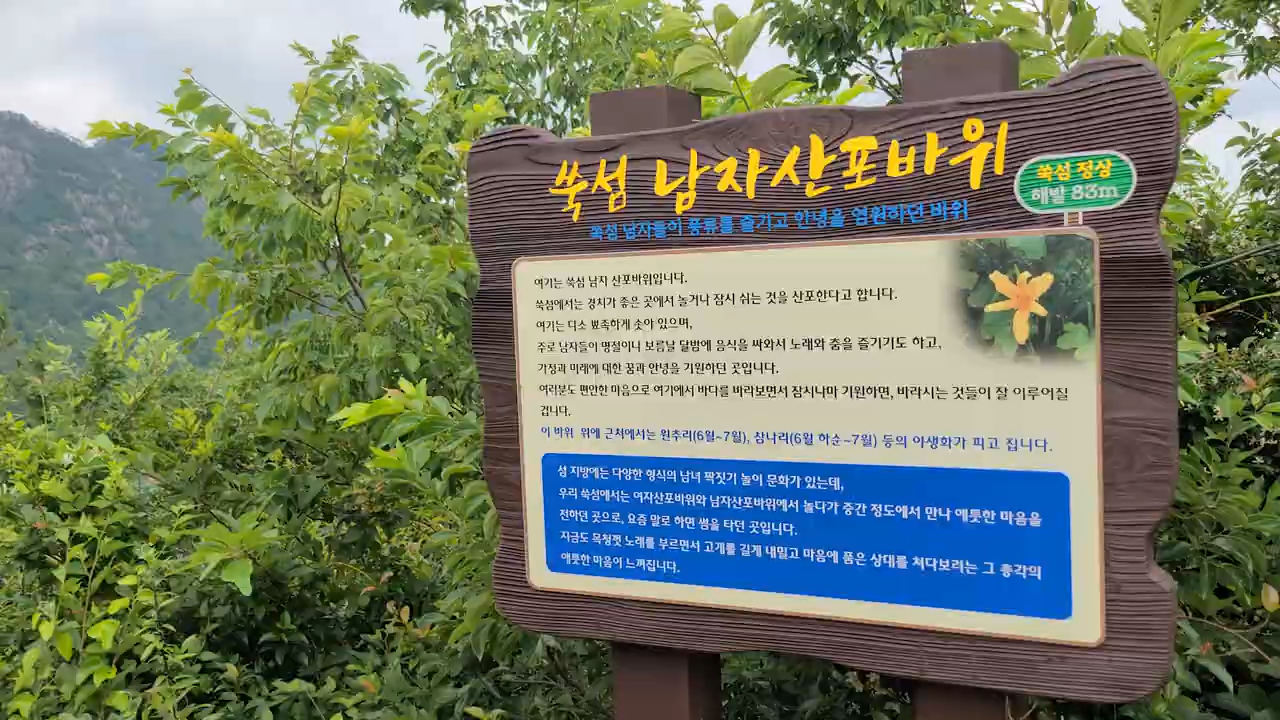 쑥섬 남자산포바위
쑥섬 정상
해발 83m
쑥섬 남자들이 풍류를 즐기고 안녕을 염원하던 바위
여기는 쑥섬 남자 산포바위입니다.
쑥섬에서는 경치가 좋은 곳에서 놀거나 잠시 쉬는 것을 산포한다고 합니다.
여기는 다소 뾰족하게 솟아 있으며,
주로 남자들이 명절이나 보름날 달밤에 음식을 싸와서 노래와 춤을 즐기기도 하고,
가정과 미래에 대한 꿈과 안녕을 기원하던 곳입니다.
여러분도 편안한 마음으로 여기에서 바다를 바라보면서 잠시나마 기원하면, 바라시는 것들이 잘 이루어질
겁니다.
이 바위 위에 근처에서는 원추리(6월~7월), 참나리(6월 하순~7월) 등의 야생화가 피고 집니다.
섬 지방에는 다양한 형식의 남녀 짝짓기 놀이 문화가 있는데,
우리 쑥섬에서는 여자산포바위와 남자산포바위에서 놀다가 중간 정도에서 만나 애틋한 마음을
전하던 곳으로, 요즘 말로 하면 썸을 타던 곳입니다.
지금도 목청껏 노래를 부르면서 고개를 길게 내밀고 마음에 품은 상대를 쳐다보려는 그 총각의
애틋한 마음이 느껴집니다.